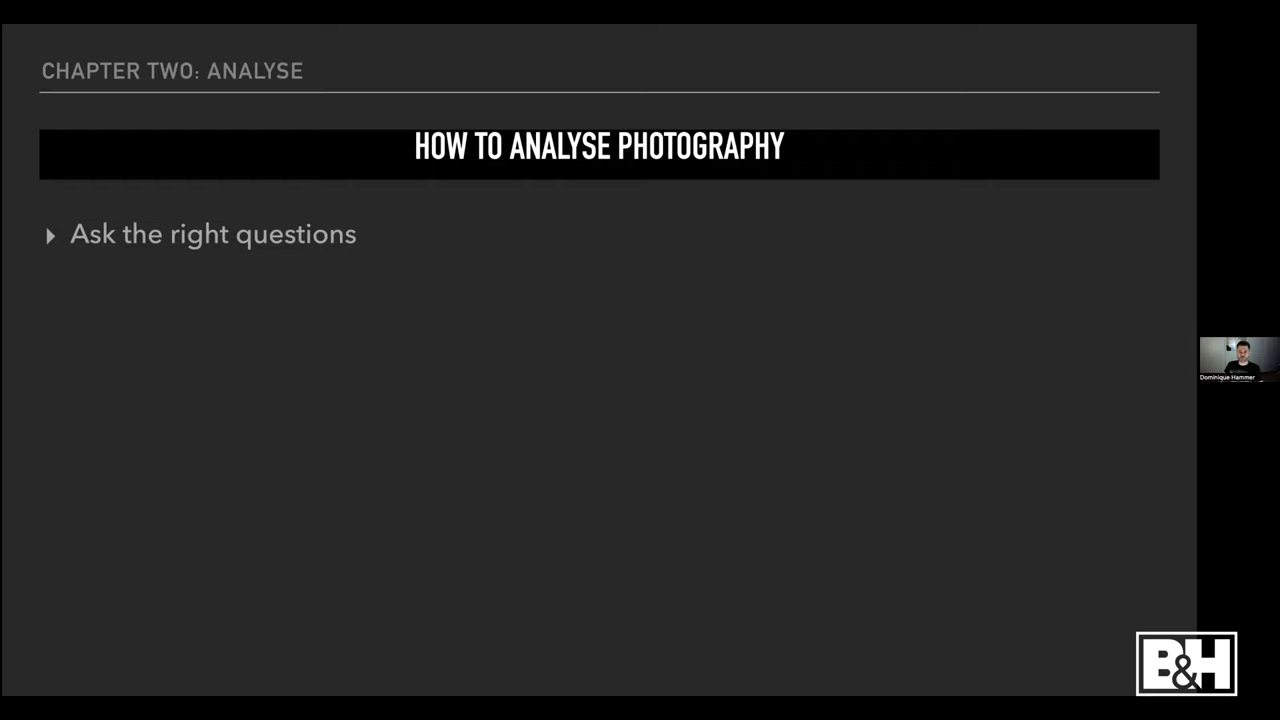 CHAPTER TWO: ANALYSE
HOW TO ANALYSE PHOTOGRAPHY
Ask the right questions
Dominique Hammer
B&H